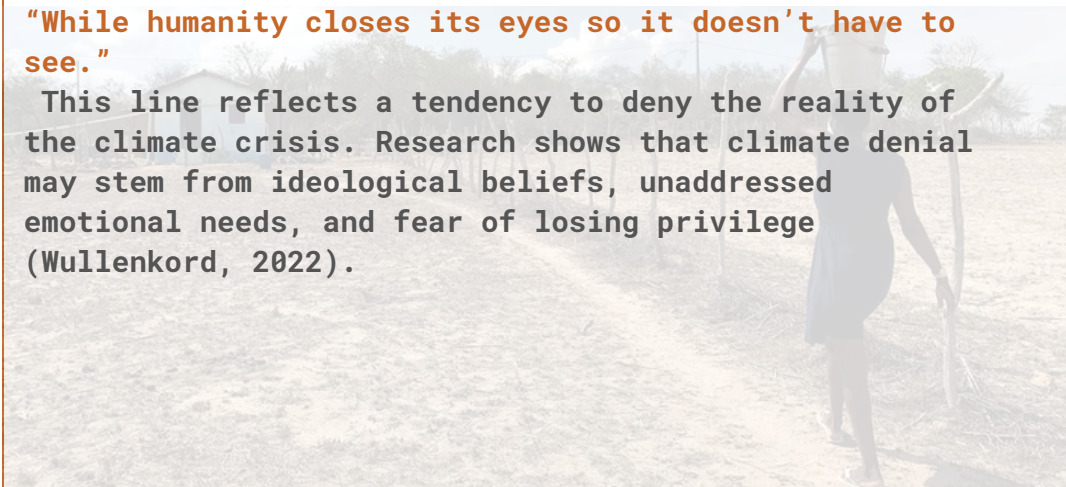 “While humanity closes its eyes so it doesn’t have to
see.”
This line reflects a tendency to deny the reality of
the climate crisis. Research shows that climate denial
may stem from ideological beliefs, unaddressed
emotional needs, and fear of losing privilege
(Wullenkord, 2022).